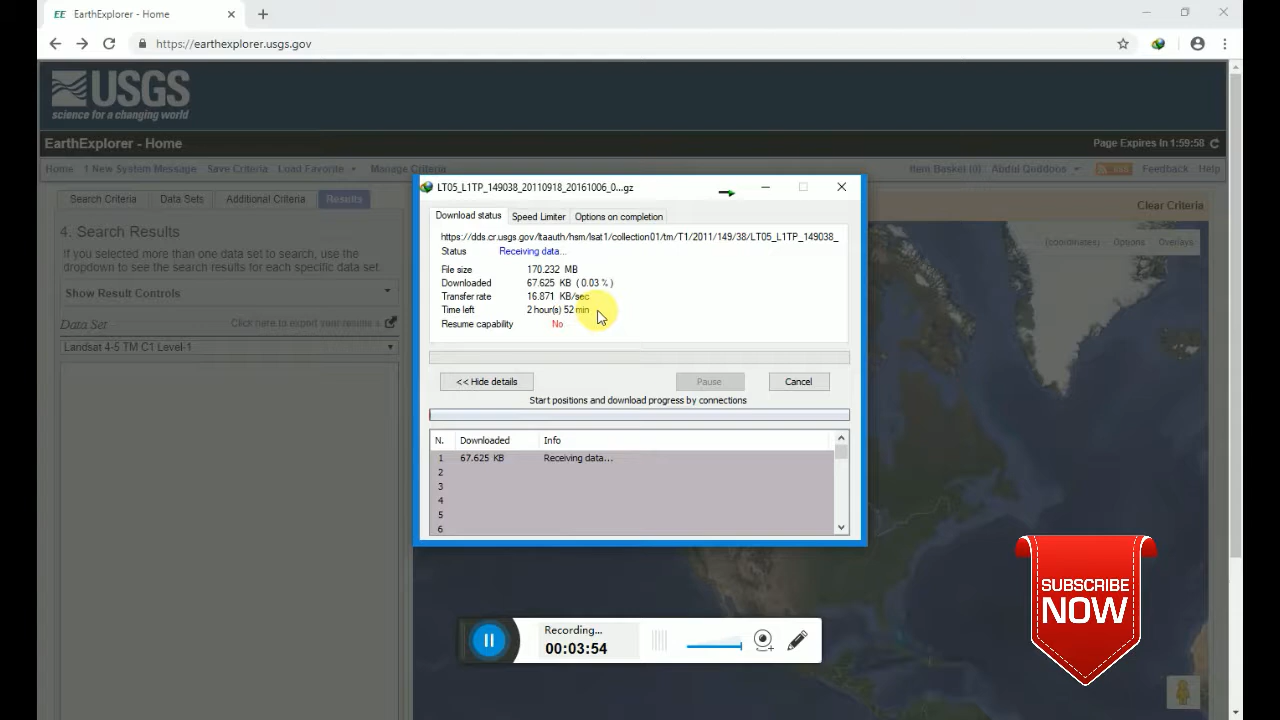 EE EarthExplorer - Home
https://earthexplorer.usgs.gov
USGS
science for a changing world
EarthExplorer - Home
Page Expires In 1:59:58
Home 1 New System Message Save Criteria Load Favorite Manage Criteria
Item Basket (0) Abdul Qoddoos Feedback Help
Search Criteria Data Sets Additional Criteria Results
4. Search Results
If you selected more than one data set to search, use the
dropdown to see the search results for each specific data set.
Show Result Controls
Data Set
Click here to export your results »
Landsat 4-5 TM C1 Level-1
Clear Criteria
(coordinates) Options Overlays
LT05_L1TP_149038_20110918_20161006_0...gz
Download status Speed Limiter Options on completion
https://dds.cr.usgs.gov/ltaauth/hsm/lsat1/collection01/tm/T1/2011/149/38/LT05_L1TP_149038_
Status Receiving data...
File size 170.232 MB
Downloaded 67.625 KB ( 0.03 % )
Transfer rate 16.871 KB/sec
Time left 2 hour(s) 52 min
Resume capability No
<< Hide details Pause Cancel
Start positions and download progress by connections
N. Downloaded Info
1 67.625 KB Receiving data...
2
3
4
5
6
Recording...
00:03:54
SUBSCRIBE
NOW